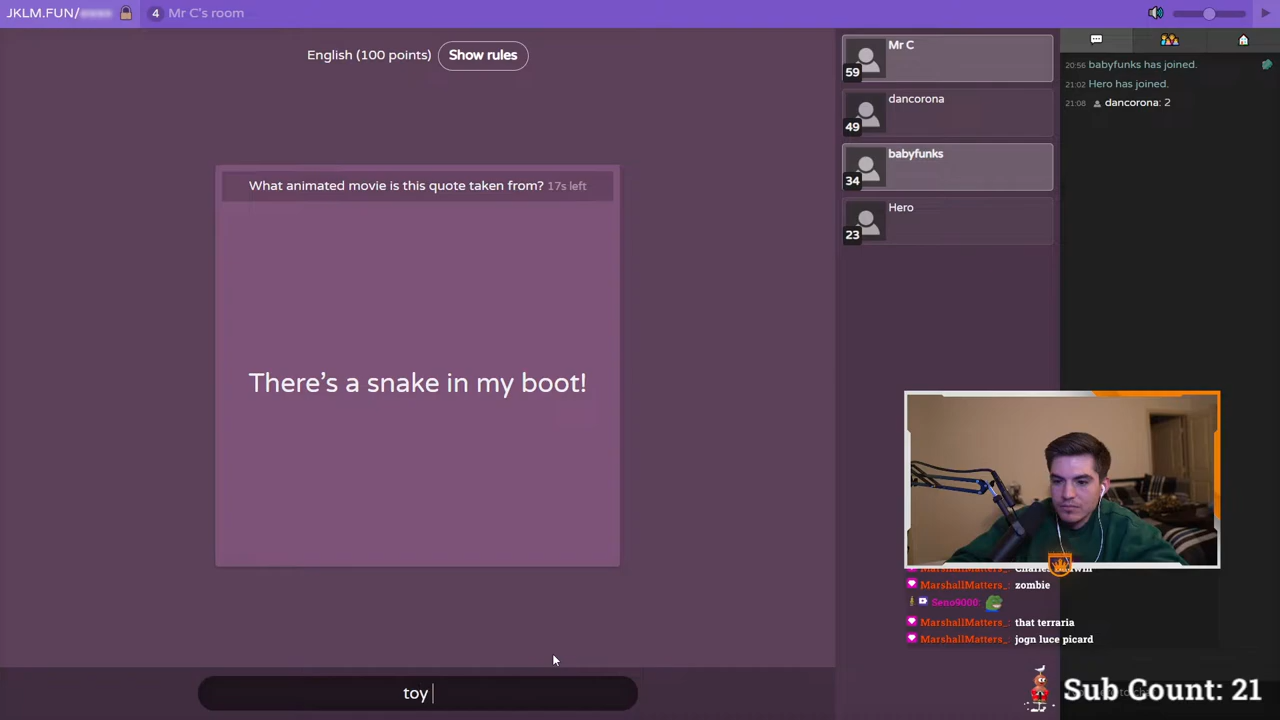 JKLM.FUN/
4 Mr C's room
English (100 points) Show rules
What animated movie is this quote taken from? 17s left
There's a snake in my boot!
toy
Mr C
59
dancorona
49
babyfunks
34
Hero
23
20:56 babyfunks has joined.
21:02 Hero has joined.
21:08 dancorona: 2
MarshallMatters_:
MarshallMatters_: zombie
Seno9000:
MarshallMatters_: that terraria
MarshallMatters_: jogn luce picard
Sub Count: 21